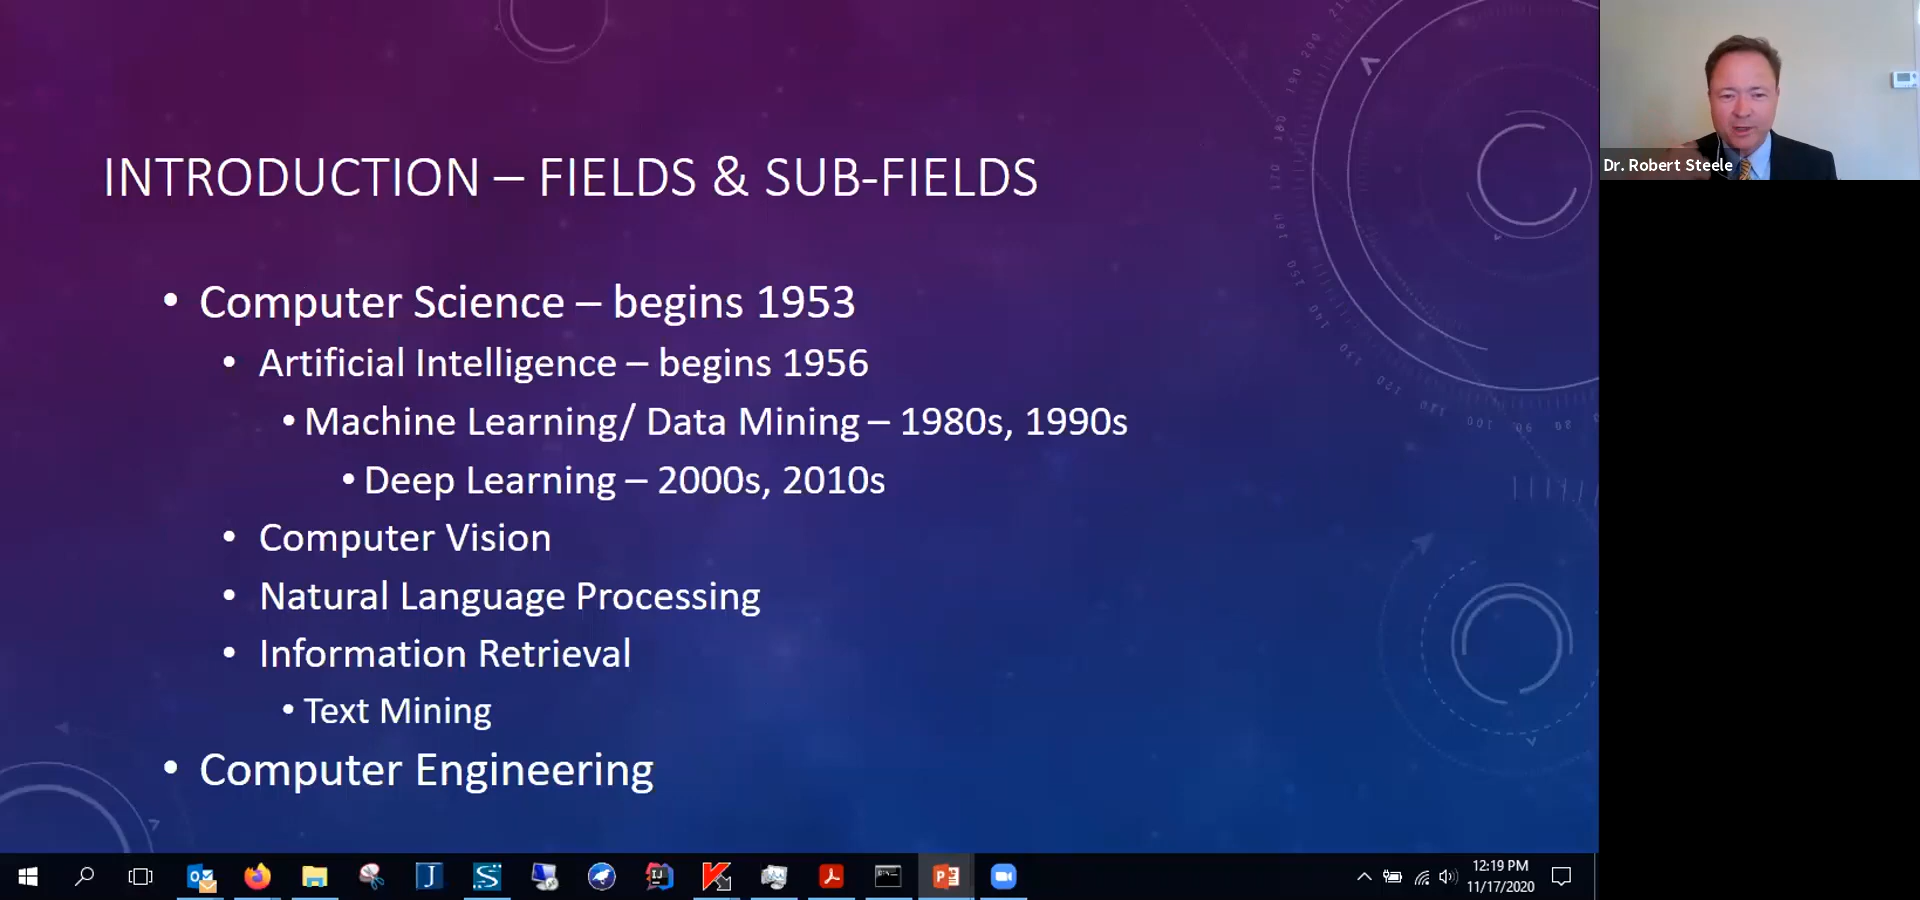 INTRODUCTION – FIELDS & SUB-FIELDS
• Computer Science – begins 1953
• Artificial Intelligence – begins 1956
• Machine Learning/ Data Mining – 1980s, 1990s
• Deep Learning – 2000s, 2010s
• Computer Vision
• Natural Language Processing
• Information Retrieval
• Text Mining
• Computer Engineering
Dr. Robert Steele
12:19 PM
11/17/2020